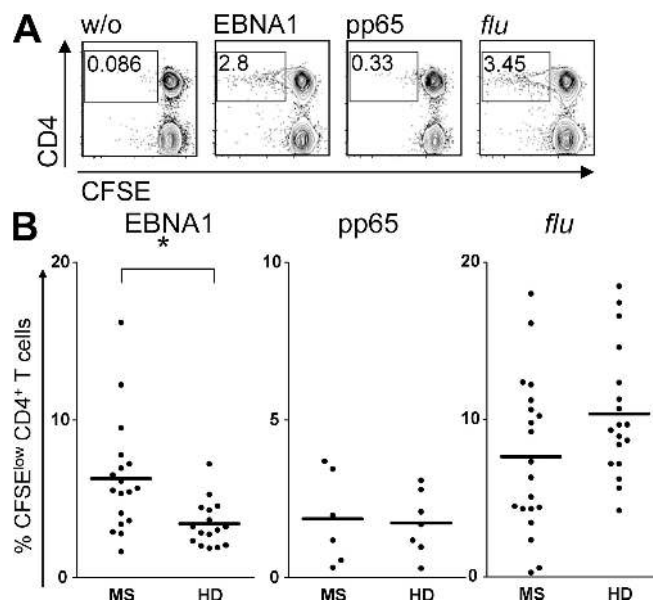 A w/o EBNA1 pp65 flu
0.086 2.8 0.33 3.45
CD4
CFSE
B EBNA1 pp65 flu
*
% CFSElow CD4+ T cells
20 10 20
10 5 10
0 0 0
MS HD MS HD MS HD